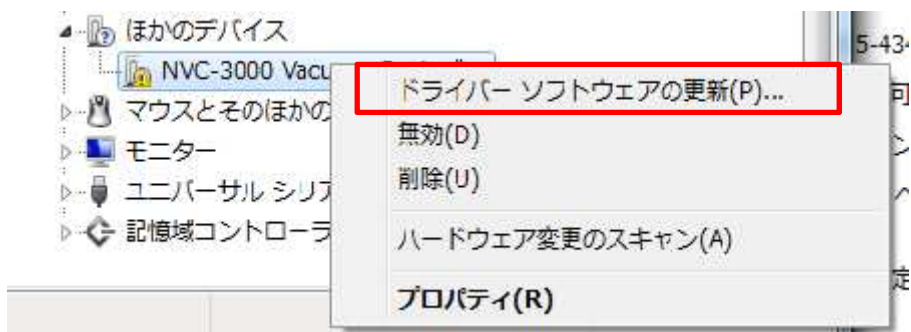 ほかのデバイス
NVC-3000 Vacu
マウスとそのほかの
モニター
ユニバーサル シリア
記憶域コントローラ
ドライバー ソフトウェアの更新(P)...
無効(D)
削除(U)
ハードウェア変更のスキャン(A)
プロパティ(R)
5-434